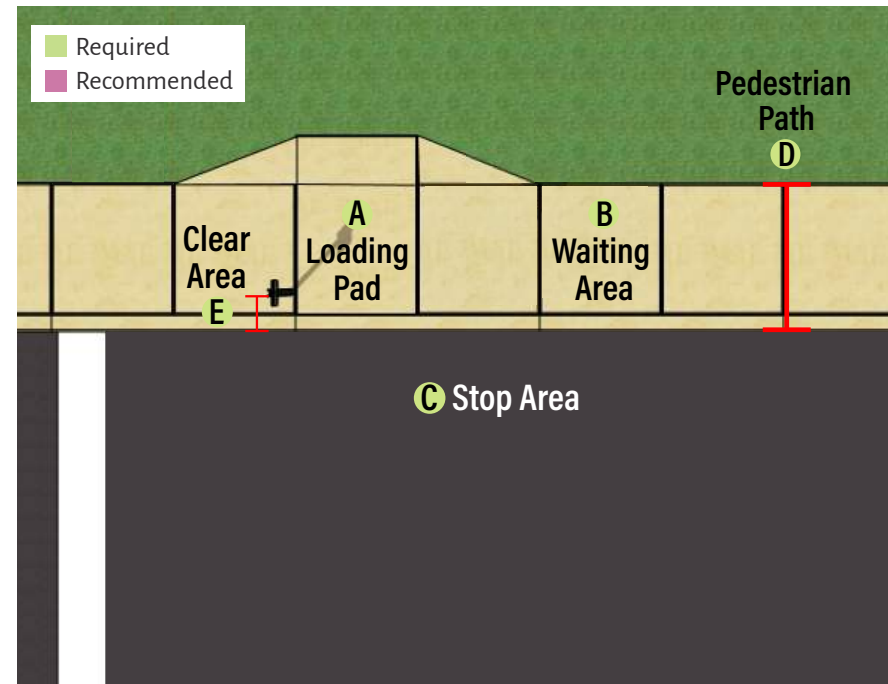 Required
Recommended
Pedestrian
Path
D
Clear
Area
E
A
Loading
Pad
B
Waiting
Area
C Stop Area